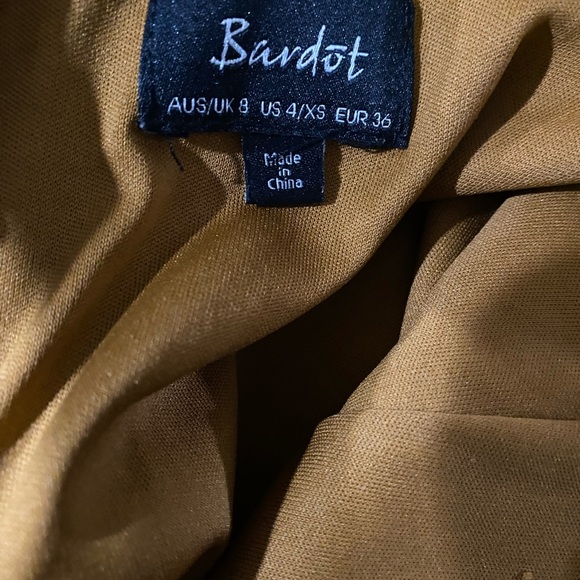 Bardōt
AUS/UK 8 US 4/XS EUR 36
Made
in
China